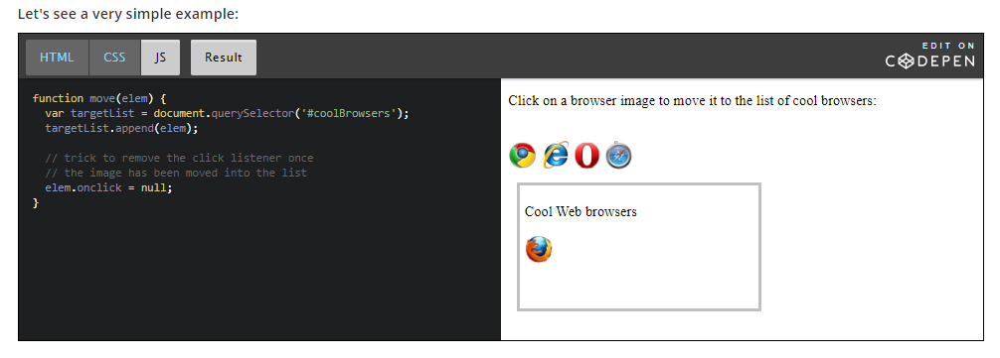 Let's see a very simple example:
HTML CSS JS Result
EDIT ON
CODEPEN
function move(elem) {
var targetList = document.querySelector('#coolBrowsers');
targetList.append(elem);
// trick to remove the click listener once
// the image has been moved into the list
elem.onclick = null;
}
Click on a browser image to move it to the list of cool browsers:
Cool Web browsers